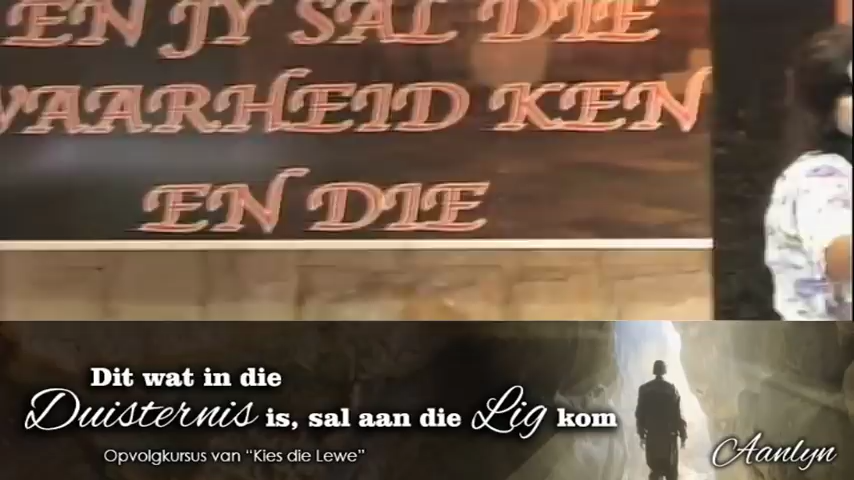 EN JY SAL DIE
WAARHEID KEN
EN DIE
Dit wat in die
Duisternis is, sal aan die Lig kom
Opvolgkursus van "Kies die Lewe"
Aanlyn